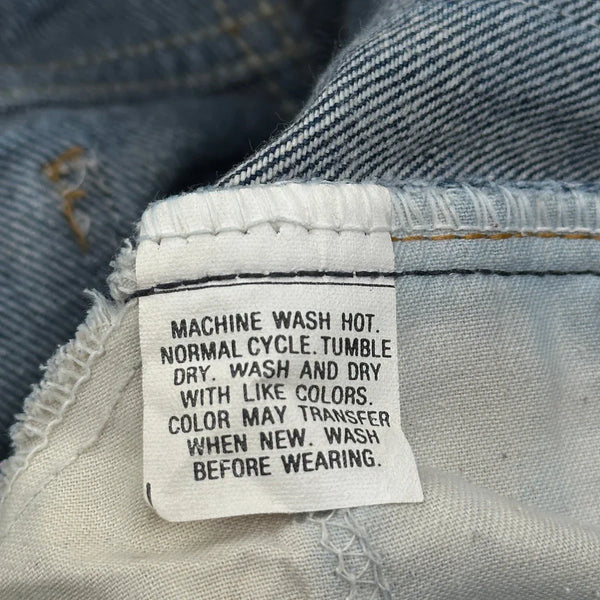 MACHINE WASH HOT.
NORMAL CYCLE. TUMBLE
DRY. WASH AND DRY
WITH LIKE COLORS.
COLOR MAY TRANSFER
WHEN NEW. WASH
BEFORE WEARING.